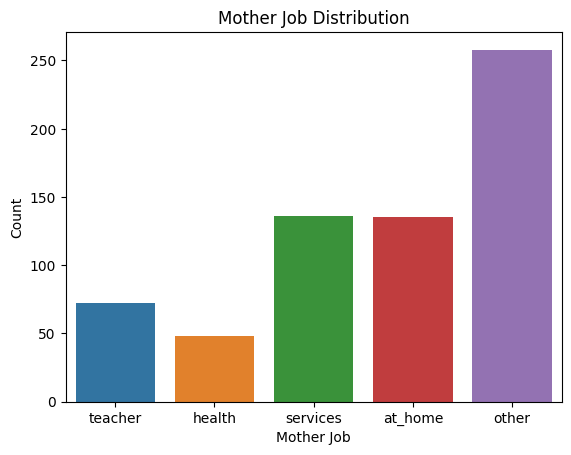 Mother Job Distribution
Count
250
200
150
100
50
0
teacher health services at_home other
Mother Job